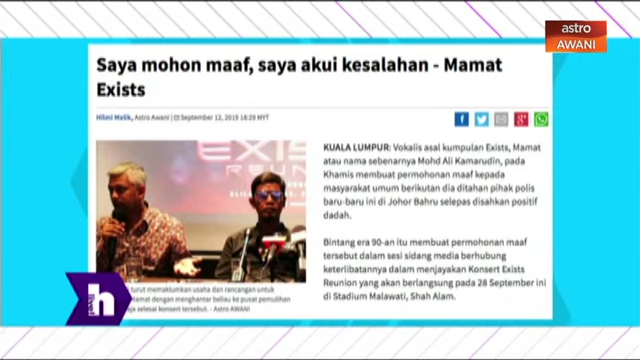 astro
AWANI
Saya mohon maaf, saya akui kesalahan - Mamat
Exists
Hilmi Malik, Astro Awani | September 12, 2019 18:29 MYT
KUALA LUMPUR: Vokalis asal kumpulan Exists, Mamat
atau nama sebenarnya Mohd Ali Kamarudin, pada
Khamis membuat permohonan maaf kepada
masyarakat umum berikutan dia ditahan pihak polis
baru-baru ini di Johor Bahru selepas disahkan positif
dadah.
Bintang era 90-an itu membuat permohonan maaf
tersebut dalam sesi sidang media berhubung
keterlibatannya dalam menjayakan Konsert Exists
Reunion yang akan berlangsung pada 28 September ini
di Stadium Malawati, Shah Alam.
EXIS
REUN
turut memaklumkan usaha dan rancangan untuk
Mamat dengan menghantar beliau ke pusat pemulihan
selesai konsert tersebut. - Astro AWANI
h